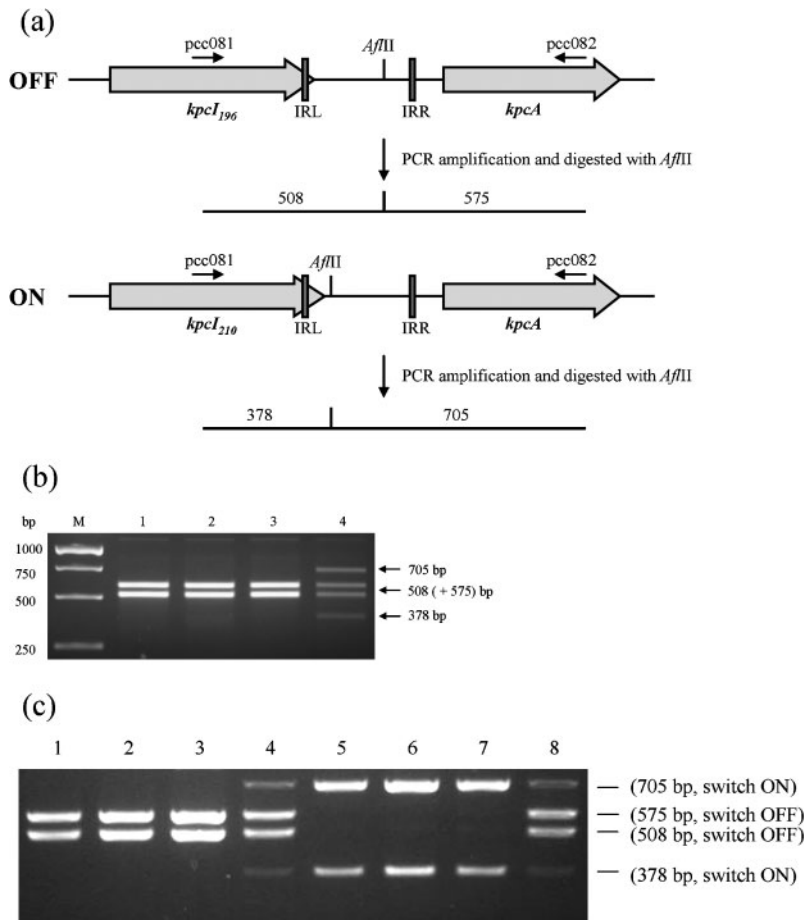 (a)
pcc081 AflII pcc082
OFF
kpcI196 IRL IRR kpcA
PCR amplification and digested with AflII
508 575
pcc081 AflII pcc082
ON
kpcI210 IRL IRR kpcA
PCR amplification and digested with AflII
378 705
(b)
bp M 1 2 3 4
1000
750
500
250
705 bp
508 ( + 575) bp
378 bp
(c)
1 2 3 4 5 6 7 8
(705 bp, switch ON)
(575 bp, switch OFF)
(508 bp, switch OFF)
(378 bp, switch ON)